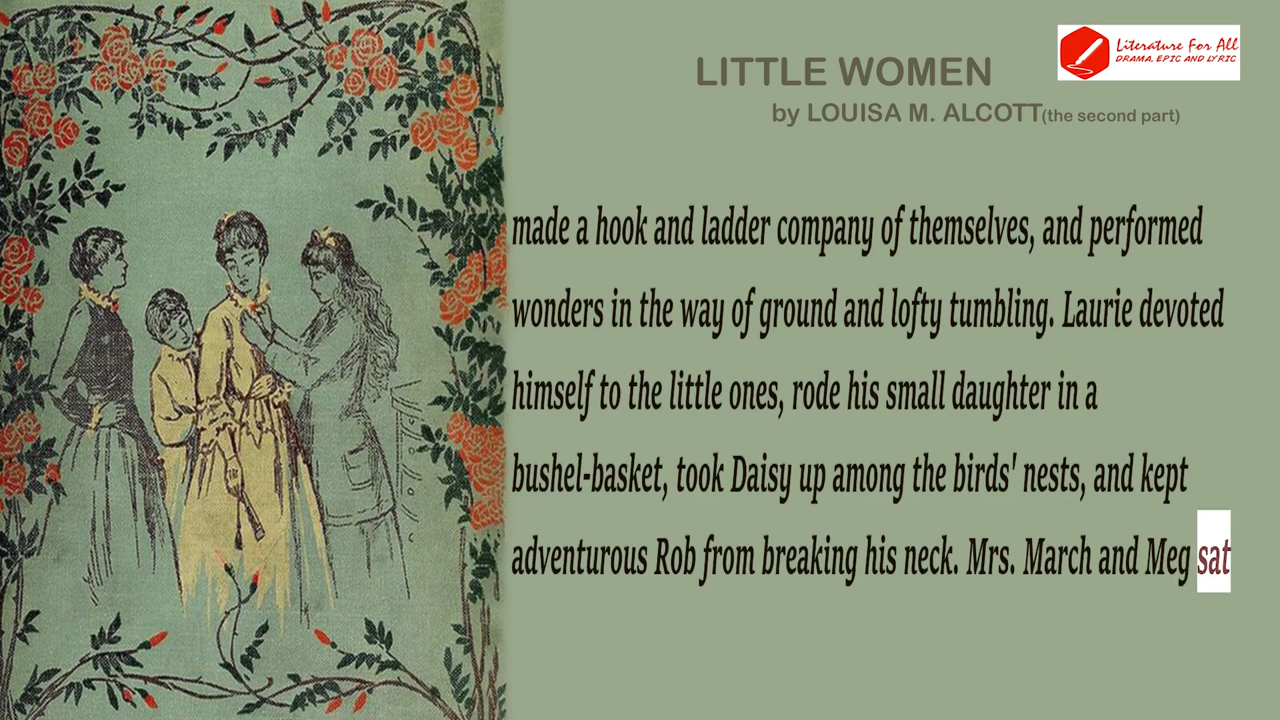 LITTLE WOMEN
by LOUISA M. ALCOTT(the second part)
Literature For All
DRAMA, EPIC AND LYRIC
made a hook and ladder company of themselves, and performed
wonders in the way of ground and lofty tumbling. Laurie devoted
himself to the little ones, rode his small daughter in a
bushel-basket, took Daisy up among the birds' nests, and kept
adventurous Rob from breaking his neck. Mrs. March and Meg sat